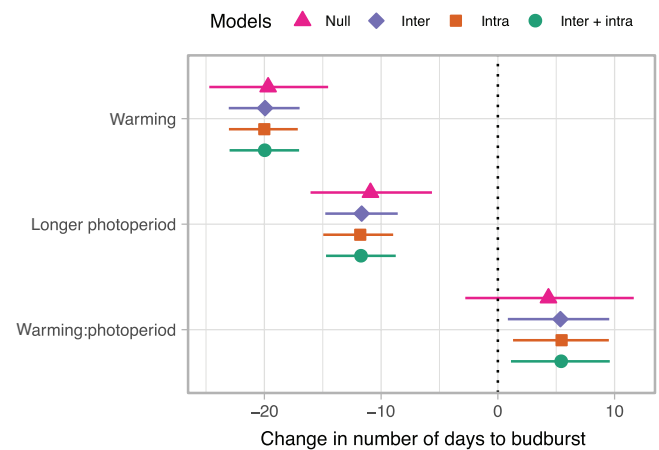 Models Null Inter Intra Inter + intra
Warming
Longer photoperiod
Warming:photoperiod
−20 −10 0 10
Change in number of days to budburst